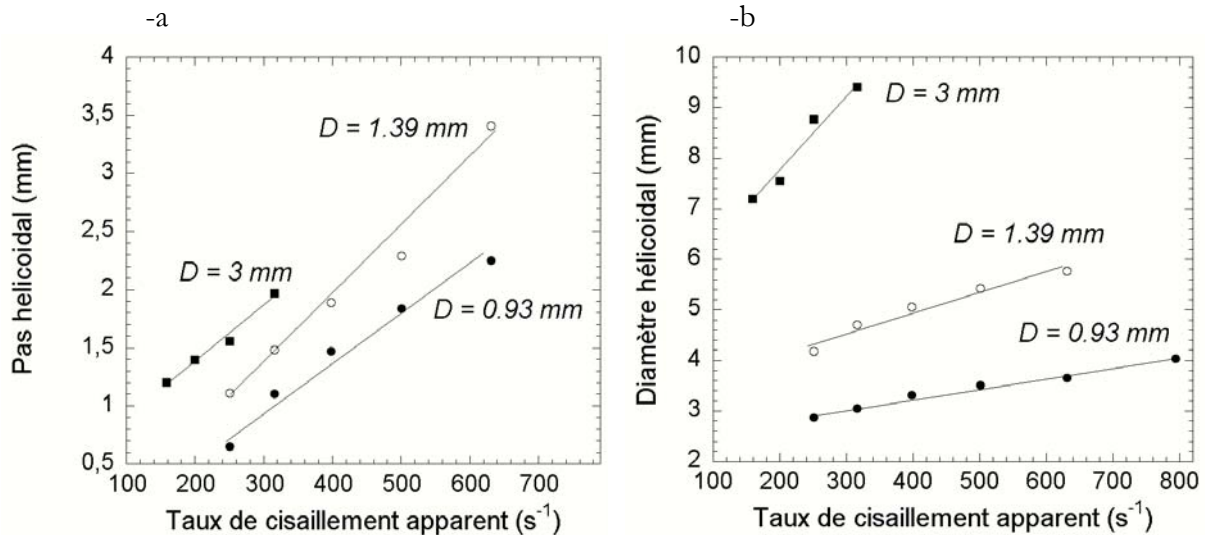 -a
-b
4
3,5
3
2,5
2
1,5
1
0,5
Pas helicoidal (mm)
D = 1.39 mm
D = 3 mm
D = 0.93 mm
100 200 300 400 500 600 700
Taux de cisaillement apparent (s⁻¹)
10
9
8
7
6
5
4
3
2
Diamètre hélicoidal (mm)
D = 3 mm
D = 1.39 mm
D = 0.93 mm
100 200 300 400 500 600 700 800
Taux de cisaillement apparent (s⁻¹)